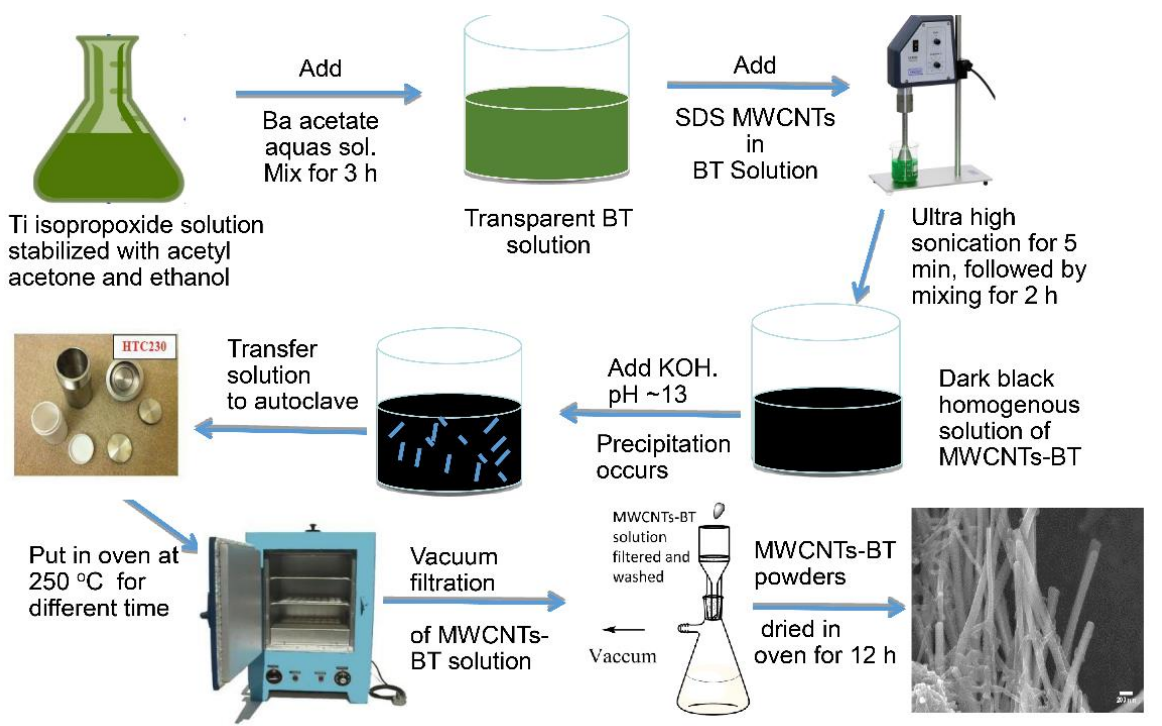 Add
Ba acetate
aquas sol.
Mix for 3 h
Ti isopropoxide solution
stabilized with acetyl
acetone and ethanol
Transparent BT
solution
Add
SDS MWCNTs
in
BT Solution
Ultra high
sonication for 5
min, followed by
mixing for 2 h
Dark black
homogenous
solution of
MWCNTs-BT
Add KOH.
pH ~13
Precipitation
occurs
Transfer
solution
to autoclave
HTC230
Put in oven at
250 °C for
different time
Vacuum
filtration
of MWCNTs-
BT solution
MWCNTs-BT
solution
filtered and
washed
Vaccum
MWCNTs-BT
powders
dried in
oven for 12 h